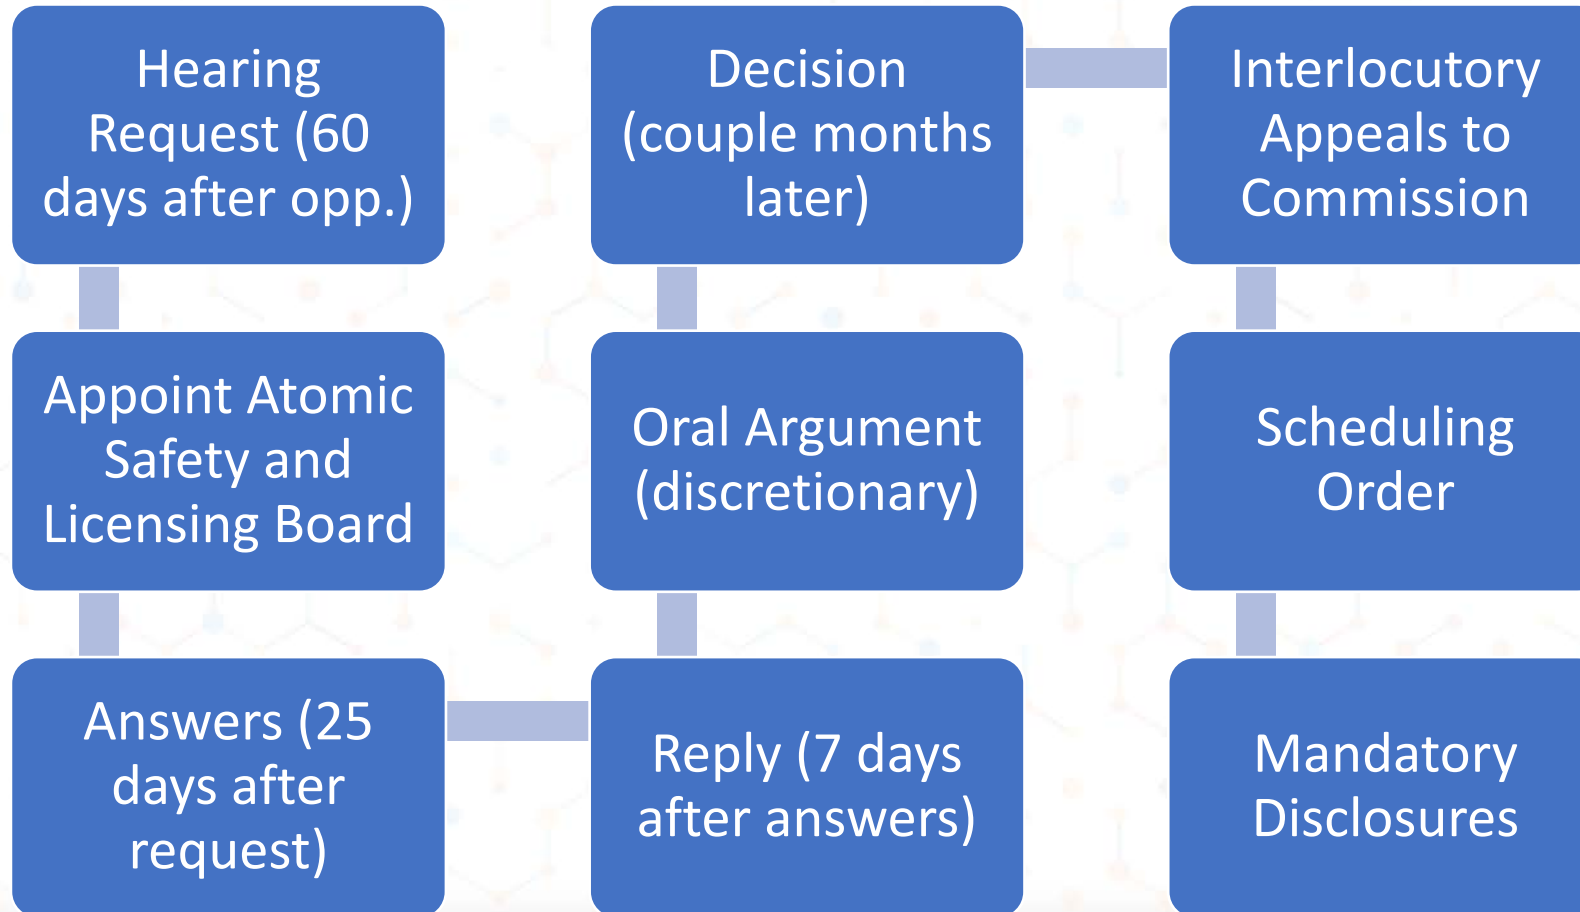 Hearing
Request (60
days after opp.)
Appoint Atomic
Safety and
Licensing Board
Answers (25
days after
request)
Reply (7 days
after answers)
Oral Argument
(discretionary)
Decision
(couple months
later)
Interlocutory
Appeals to
Commission
Scheduling
Order
Mandatory
Disclosures